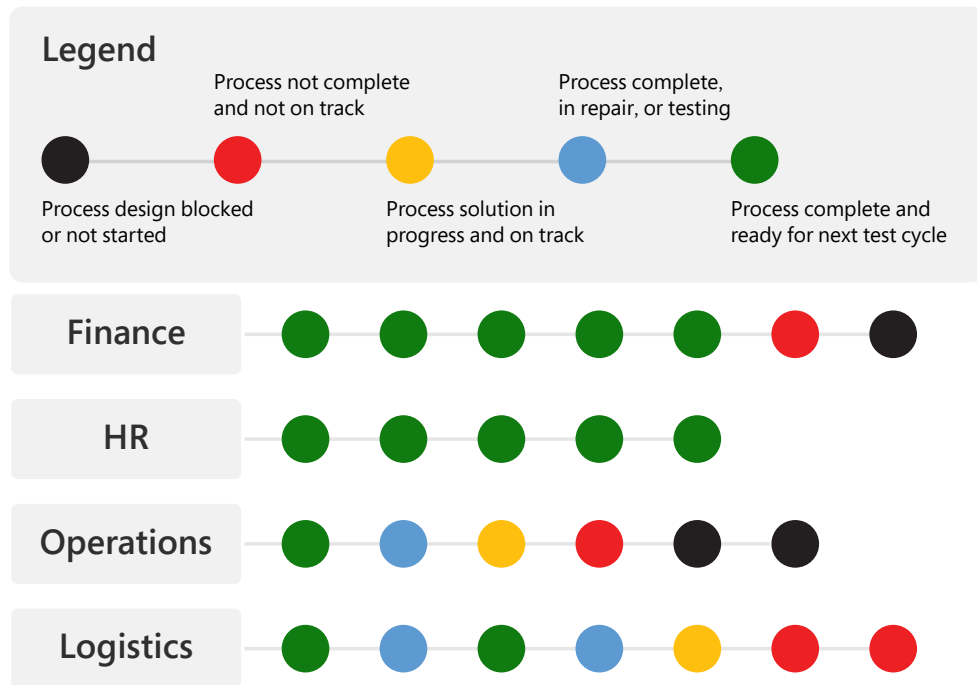 Legend
Process not complete
and not on track
Process complete,
in repair, or testing
Process design blocked
or not started
Process solution in
progress and on track
Process complete and
ready for next test cycle
Finance
HR
Operations
Logistics